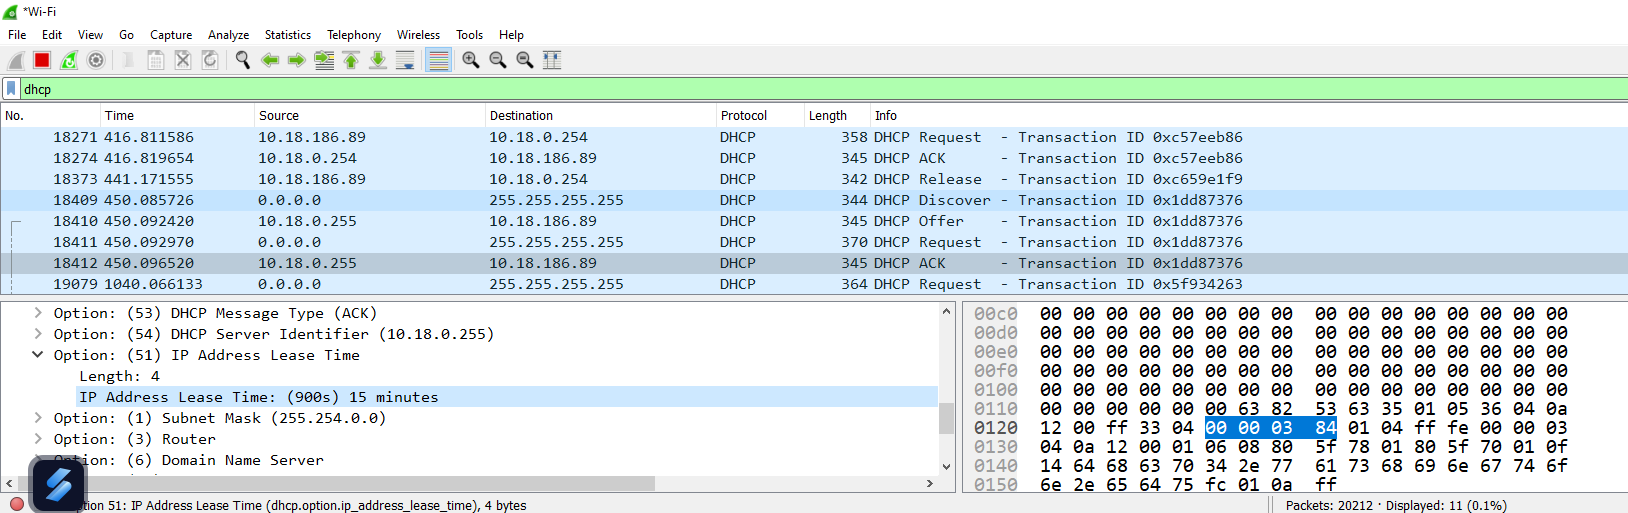 *Wi-Fi
File Edit View Go Capture Analyze Statistics Telephony Wireless Tools Help
dhcp
No. Time Source Destination Protocol Length Info
18271 416.811586 10.18.186.89 10.18.0.254 DHCP 358 DHCP Request - Transaction ID 0xc57eeb86
18274 416.819654 10.18.0.254 10.18.186.89 DHCP 345 DHCP ACK - Transaction ID 0xc57eeb86
18373 441.171555 10.18.186.89 10.18.0.254 DHCP 342 DHCP Release - Transaction ID 0xc659e1f9
18409 450.085726 0.0.0.0 255.255.255.255 DHCP 344 DHCP Discover - Transaction ID 0x1dd87376
18410 450.092420 10.18.0.255 10.18.186.89 DHCP 345 DHCP Offer - Transaction ID 0x1dd87376
18411 450.092970 0.0.0.0 255.255.255.255 DHCP 370 DHCP Request - Transaction ID 0x1dd87376
18412 450.096520 10.18.0.255 10.18.186.89 DHCP 345 DHCP ACK - Transaction ID 0x1dd87376
19079 1040.066133 0.0.0.0 255.255.255.255 DHCP 364 DHCP Request - Transaction ID 0x5f934263
Option: (53) DHCP Message Type (ACK)
Option: (54) DHCP Server Identifier (10.18.0.255)
Option: (51) IP Address Lease Time
Length: 4
IP Address Lease Time: (900s) 15 minutes
Option: (1) Subnet Mask (255.254.0.0)
Option: (3) Router
Option: (6) Domain Name Server
00c0 00 00 00 00 00 00 00 00 00 00 00 00 00 00 00 00
00d0 00 00 00 00 00 00 00 00 00 00 00 00 00 00 00 00
00e0 00 00 00 00 00 00 00 00 00 00 00 00 00 00 00 00
00f0 00 00 00 00 00 00 00 00 00 00 00 00 00 00 00 00
0100 00 00 00 00 00 00 00 00 00 00 00 00 00 00 00 00
0110 00 00 00 00 00 00 63 82 53 63 35 01 05 36 04 0a
0120 12 00 ff 33 04 00 00 03 84 01 04 ff fe 00 00 03
0130 04 0a 12 00 01 06 08 80 5f 78 01 80 5f 70 01 0f
0140 14 64 68 63 70 34 2e 77 61 73 68 69 6e 67 74 6f
0150 6e 2e 65 64 75 fc 01 0a ff
tion 51: IP Address Lease Time (dhcp.option.ip_address_lease_time), 4 bytes
Packets: 20212 · Displayed: 11 (0.1%)